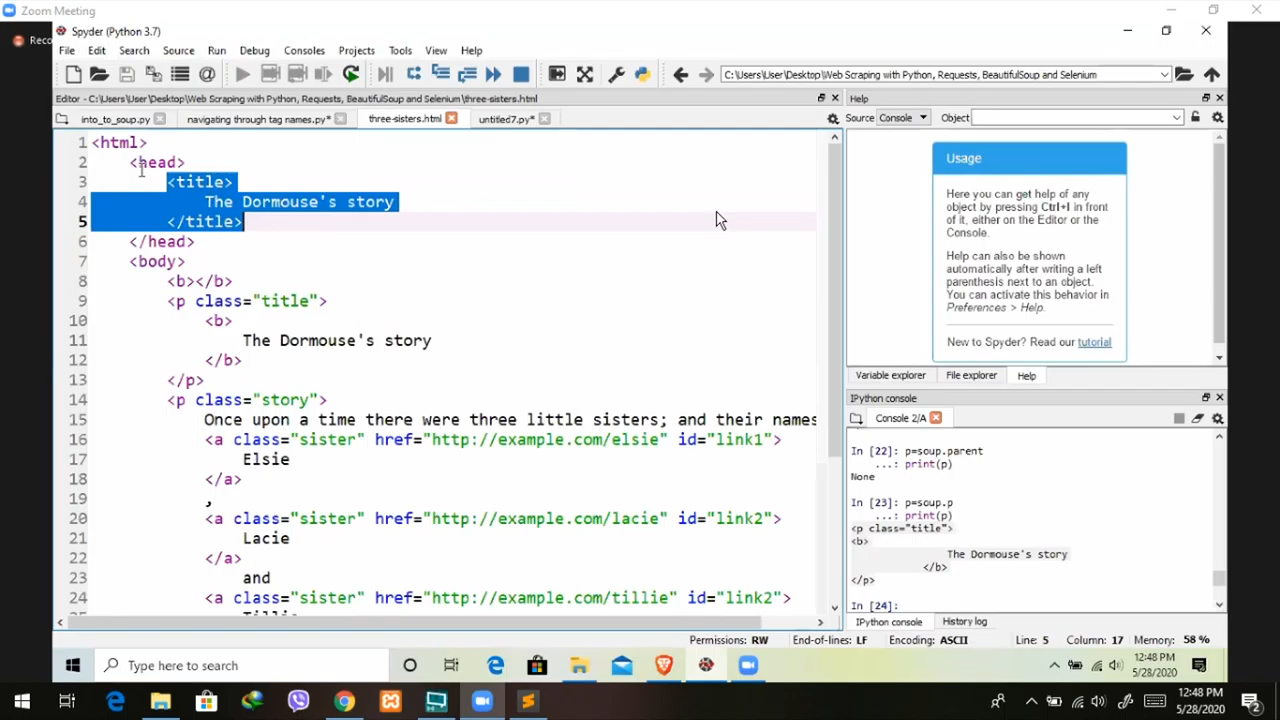 Zoom Meeting
Reco
Spyder (Python 3.7)
File Edit Search Source Run Debug Consoles Projects Tools View Help
C:\Users\User\Desktop\Web Scraping with Python, Requests, BeautifulSoup and Selenium
Editor - C:\Users\User\Desktop\Web Scraping with Python, Requests, BeautifulSoup and Selenium\three-sisters.html
into_to_soup.py navigating through tag names.py* three-sisters.html untitled7.py*
1 <html>
2 <head>
3 <title>
4 The Dormouse's story
5 </title>
6 </head>
7 <body>
8 <b></b>
9 <p class="title">
10 <b>
11 The Dormouse's story
12 </b>
13 </p>
14 <p class="story">
15 Once upon a time there were three little sisters; and their names
16 <a class="sister" href="http://example.com/elsie" id="link1">
17 Elsie
18 </a>
19 ,
20 <a class="sister" href="http://example.com/lacie" id="link2">
21 Lacie
22 </a>
23 and
24 <a class="sister" href="http://example.com/tillie" id="link2">
Help
Source Console Object
Usage
Here you can get help of any
object by pressing Ctrl+I in front
of it, either on the Editor or the
Console.
Help can also be shown
automatically after writing a left
parenthesis next to an object.
You can activate this behavior in
Preferences > Help.
New to Spyder? Read our tutorial
Variable explorer File explorer Help
IPython console
Console 2/A
In [22]: p=soup.parent
...: print(p)
None
In [23]: p=soup.p
...: print(p)
<p class="title">
<b>
The Dormouse's story
</b>
</p>
In [24]:
IPython console History log
Permissions: RW End-of-lines: LF Encoding: ASCII Line: 5 Column: 17 Memory: 58 %
Type here to search
12:48 PM
5/28/2020
12:48 PM
5/28/2020
2